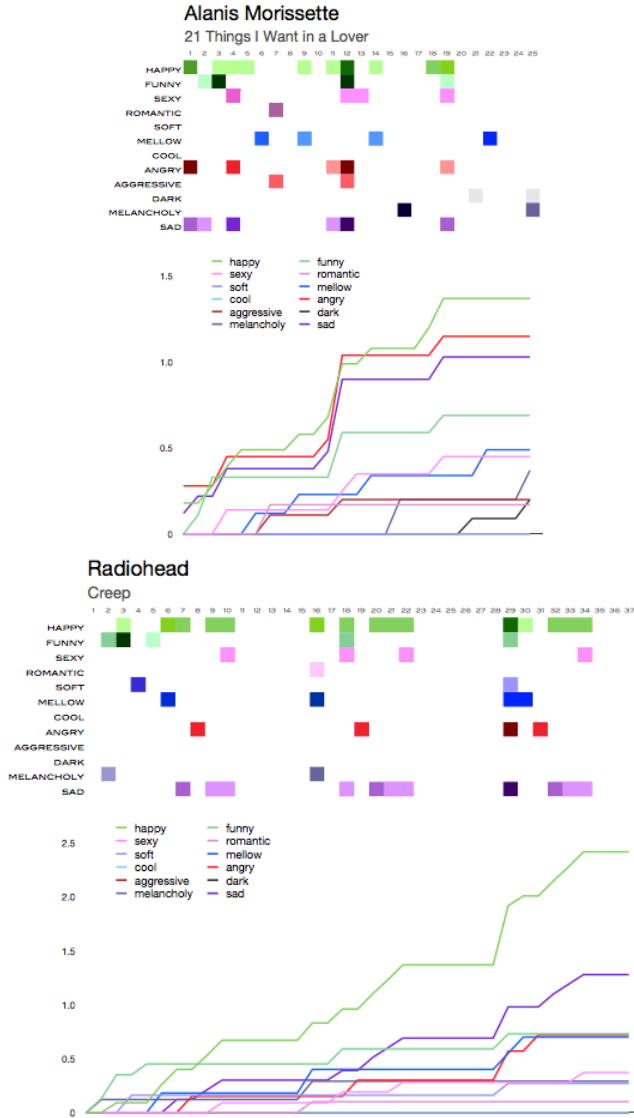 Alanis Morissette
21 Things I Want in a Lover
1 2 3 4 5 6 7 8 9 10 11 12 13 14 15 16 17 18 19 20 21 22 23 24 25
HAPPY
FUNNY
SEXY
ROMANTIC
SOFT
MELLOW
COOL
ANGRY
AGGRESSIVE
DARK
MELANCHOLY
SAD
happy funny
sexy romantic
soft mellow
cool angry
aggressive dark
melancholy sad
1.5
1.0
0.5
0
Radiohead
Creep
1 2 3 4 5 6 7 8 9 10 11 12 13 14 15 16 17 18 19 20 21 22 23 24 25 26 27 28 29 30 31 32 33 34 35 36 37
HAPPY
FUNNY
SEXY
ROMANTIC
SOFT
MELLOW
COOL
ANGRY
AGGRESSIVE
DARK
MELANCHOLY
SAD
happy funny
sexy romantic
soft mellow
cool angry
aggressive dark
melancholy sad
2.5
2.0
1.5
1.0
0.5
0